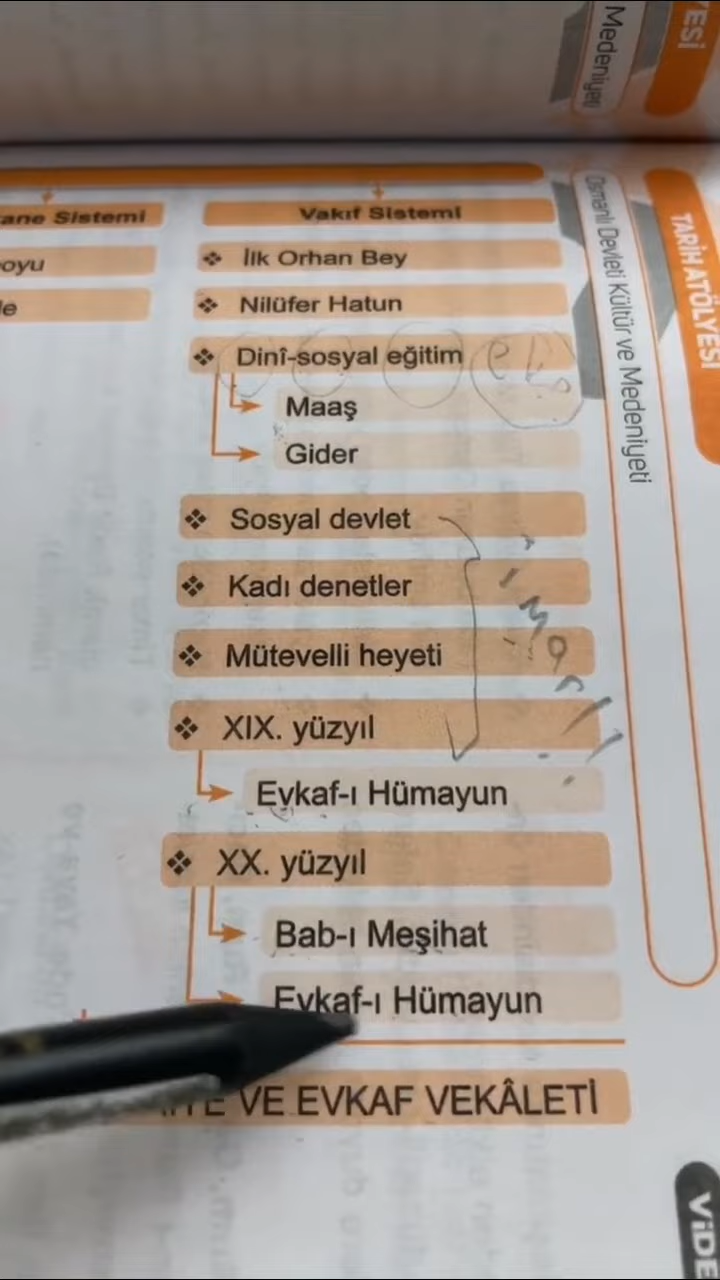 TESİ
Medeniyeti
TARİH ATÖLYESİ
Osmanlı Devleti Kültür ve Medeniyeti
Sistemi
Vakıf Sistemi
❖ İlk Orhan Bey
❖ Nilüfer Hatun
❖ Dinî-sosyal eğitim
Maaş
Gider
❖ Sosyal devlet
❖ Kadı denetler
❖ Mütevelli heyeti
❖ XIX. yüzyıl
Evkaf-ı Hümayun
❖ XX. yüzyıl
Bab-ı Meşihat
Evkaf-ı Hümayun
VE EVKAF VEKÂLETİ